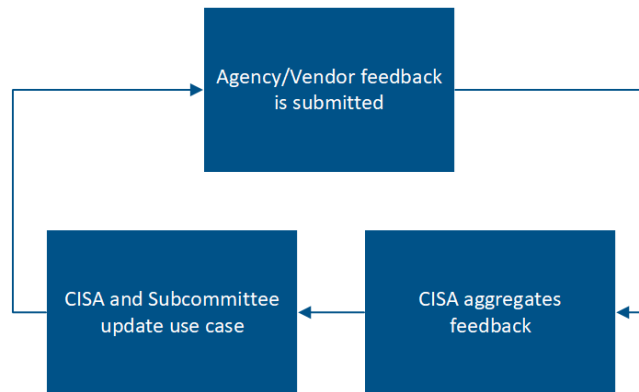 Agency/Vendor feedback
is submitted
CISA and Subcommittee
update use case
CISA aggregates
feedback